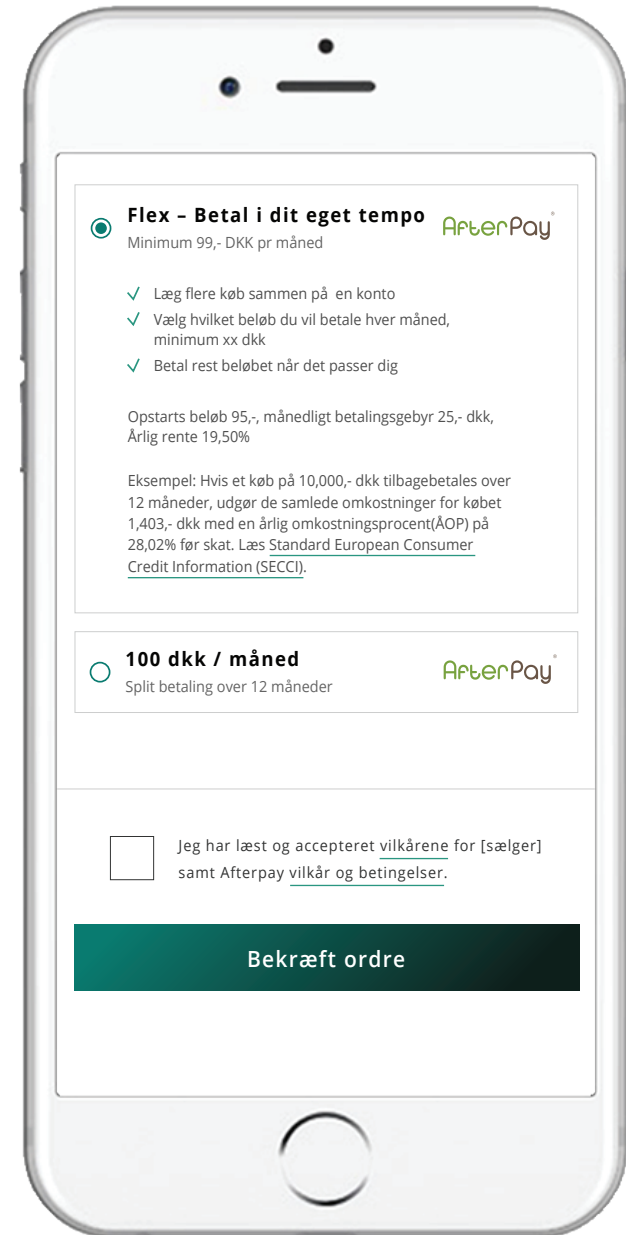 Flex – Betal i dit eget tempo
AfterPay
Minimum 99,- DKK pr måned
Læg flere køb sammen på en konto
Vælg hvilket beløb du vil betale hver måned,
minimum xx dkk
Betal rest beløbet når det passer dig
Opstarts beløb 95,-, månedligt betalingsgebyr 25,- dkk,
Årlig rente 19,50%
Eksempel: Hvis et køb på 10,000,- dkk tilbagebetales over
12 måneder, udgør de samlede omkostninger for købet
1,403,- dkk med en årlig omkostningsprocent(ÅOP) på
28,02% før skat. Læs Standard European Consumer
Credit Information (SECCI).
100 dkk / måned
AfterPay
Split betaling over 12 måneder
Jeg har læst og accepteret vilkårene for [sælger]
samt Afterpay vilkår og betingelser.
Bekræft ordre